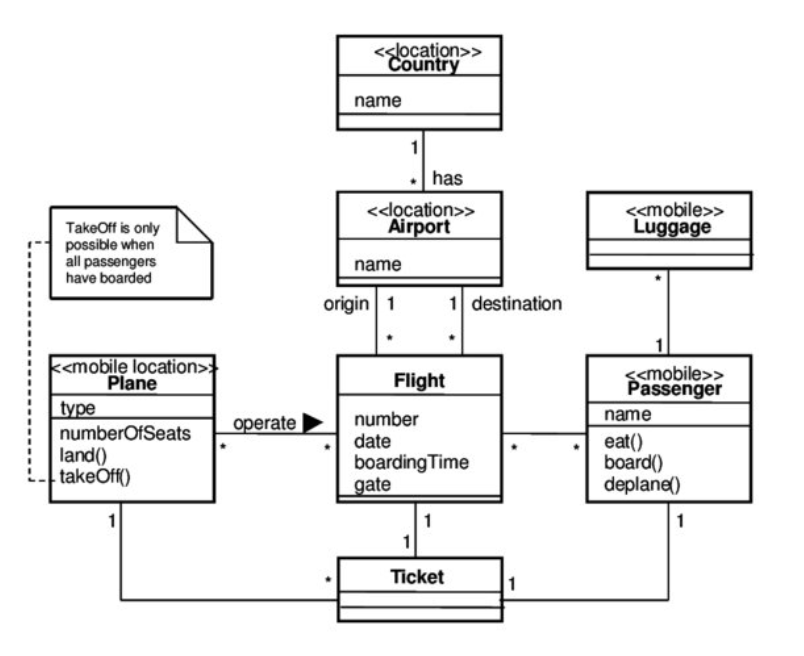 <<location>>
Country
name
1
* has
<<location>>
Airport
name
TakeOff is only
possible when
all passengers
have boarded
<<mobile>>
Luggage
origin 1 1 destination
* *
*
1
<<mobile location>>
Plane
type
numberOfSeats
land()
takeOff()
operate
* *
Flight
number
date
boardingTime
gate
* *
<<mobile>>
Passenger
name
eat()
board()
deplane()
1 1 1
1
* Ticket 1